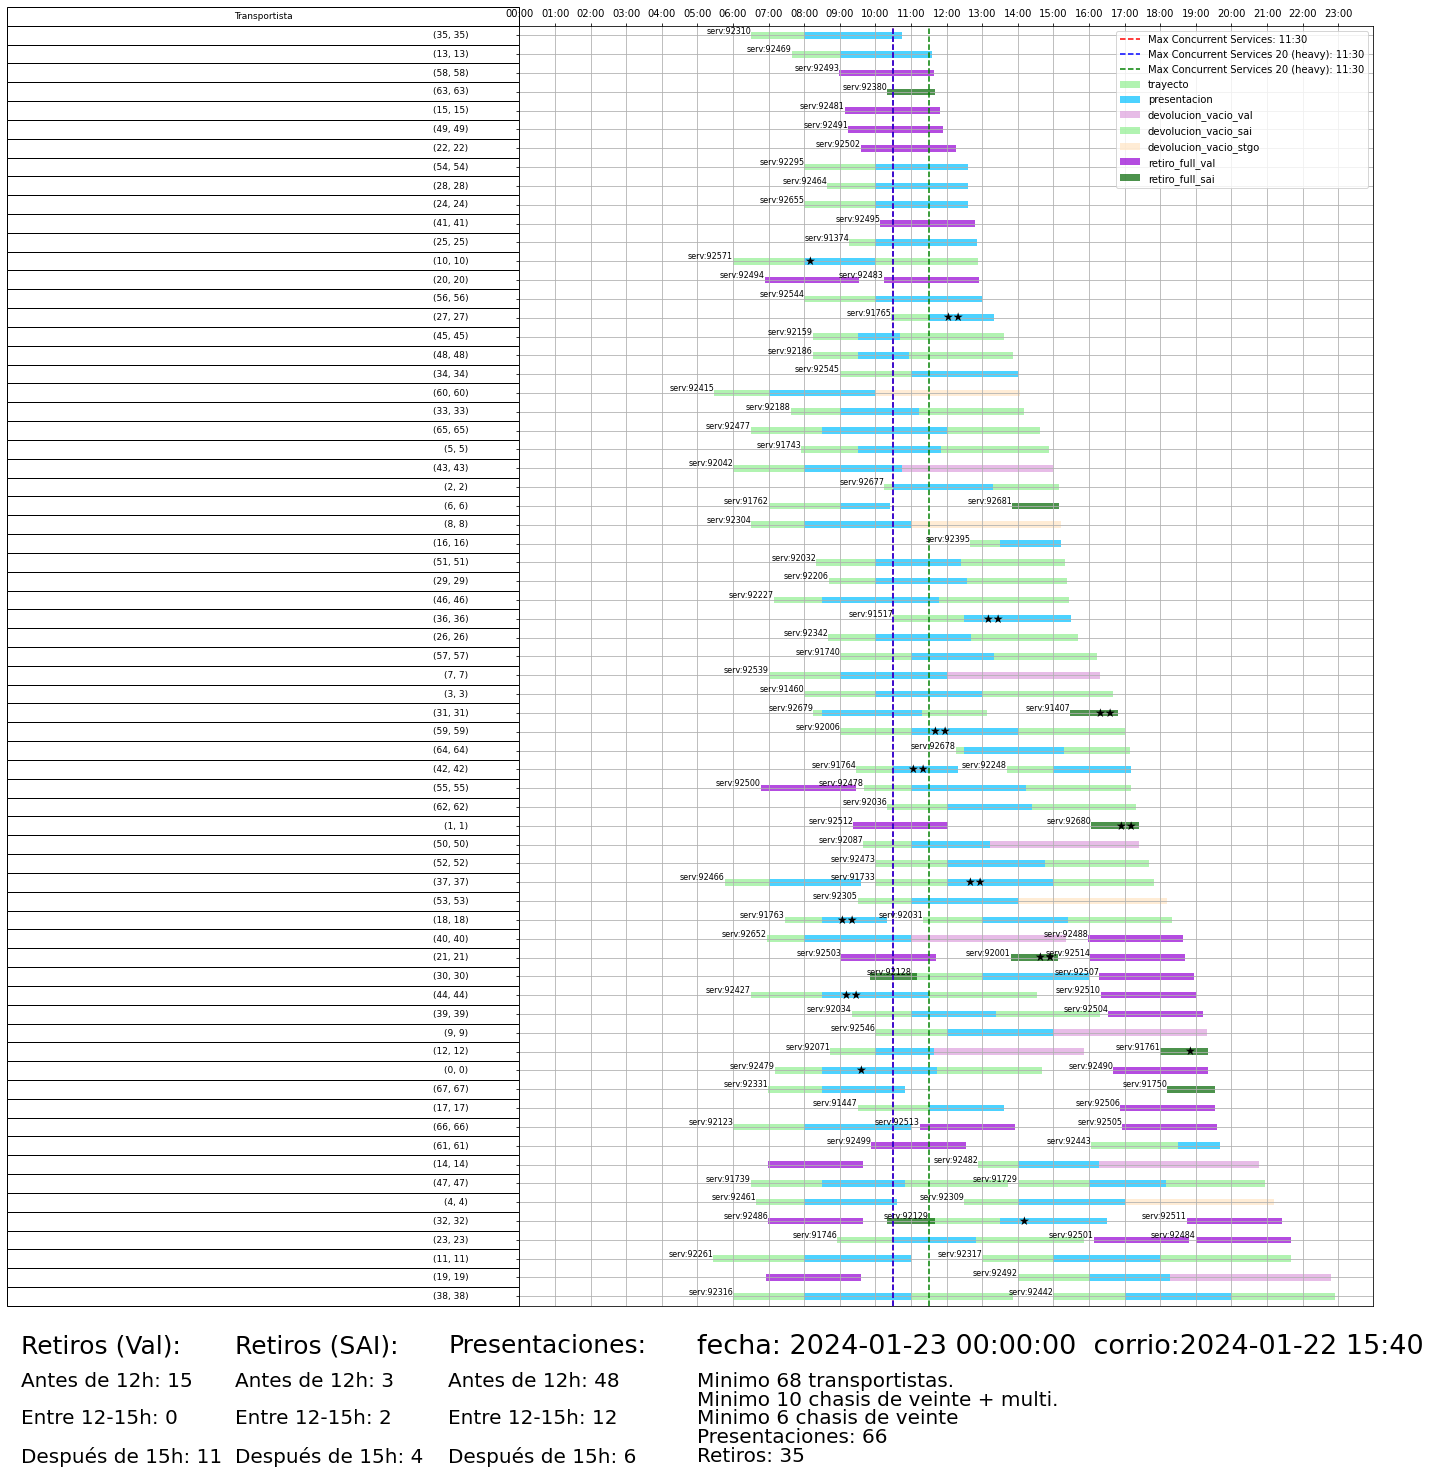 Transportista
00:00 01:00 02:00 03:00 04:00 05:00 06:00 07:00 08:00 09:00 10:00 11:00 12:00 13:00 14:00 15:00 16:00 17:00 18:00 19:00 20:00 21:00 22:00 23:00
Max Concurrent Services: 11:30
Max Concurrent Services 20 (heavy): 11:30
Max Concurrent Services 20 (heavy): 11:30
trayecto
presentacion
devolucion_vacio_val
devolucion_vacio_sai
devolucion_vacio_stgo
retiro_full_val
retiro_full_sai
(35, 35) serv:92310
(13, 13) serv:92469
(58, 58) serv:92493
(63, 63) serv:92380
(15, 15) serv:92481
(49, 49) serv:92491
(22, 22) serv:92502
(54, 54) serv:92295
(28, 28) serv:92464
(24, 24) serv:92655
(41, 41) serv:92495
(25, 25) serv:91374
(10, 10) serv:92571
(20, 20) serv:92494 serv:92483
(56, 56) serv:92544
(27, 27) serv:91765
(45, 45) serv:92159
(48, 48) serv:92186
(34, 34) serv:92545
(60, 60) serv:92415
(33, 33) serv:92188
(65, 65) serv:92477
(5, 5) serv:91743
(43, 43) serv:92042
(2, 2) serv:92677
(6, 6) serv:91762 serv:92681
(8, 8) serv:92304
(16, 16) serv:92395
(51, 51) serv:92032
(29, 29) serv:92206
(46, 46) serv:92227
(36, 36) serv:91517
(26, 26) serv:92342
(57, 57) serv:91740
(7, 7) serv:92539
(3, 3) serv:91460
(31, 31) serv:92679 serv:91407
(59, 59) serv:92006
(64, 64) serv:92678
(42, 42) serv:91764 serv:92248
(55, 55) serv:92500 serv:92478
(62, 62) serv:92036
(1, 1) serv:92512 serv:92680
(50, 50) serv:92087
(52, 52) serv:92473
(37, 37) serv:92466 serv:91733
(53, 53) serv:92305
(18, 18) serv:91763 serv:92031
(40, 40) serv:92652 serv:92488
(21, 21) serv:92503 serv:92001 serv:92514
(30, 30) serv:92128 serv:92507
(44, 44) serv:92427 serv:92510
(39, 39) serv:92034 serv:92504
(9, 9) serv:92546
(12, 12) serv:92071 serv:91761
(0, 0) serv:92479 serv:92490
(67, 67) serv:92331 serv:91750
(17, 17) serv:91447 serv:92506
(66, 66) serv:92123 serv:92513 serv:92505
(61, 61) serv:92499 serv:92443
(14, 14) serv:92482
(47, 47) serv:91739 serv:91729
(4, 4) serv:92461 serv:92309
(32, 32) serv:92486 serv:92129 serv:92511
(23, 23) serv:91746 serv:92501 serv:92484
(11, 11) serv:92261 serv:92317
(19, 19) serv:92492
(38, 38) serv:92316 serv:92442
Retiros (Val): Retiros (SAI): Presentaciones: fecha: 2024-01-23 00:00:00 corrio:2024-01-22 15:40
Antes de 12h: 15 Antes de 12h: 3 Antes de 12h: 48 Minimo 68 transportistas.
Minimo 10 chasis de veinte + multi.
Entre 12-15h: 0 Entre 12-15h: 2 Entre 12-15h: 12 Minimo 6 chasis de veinte
Presentaciones: 66
Después de 15h: 11 Después de 15h: 4 Después de 15h: 6 Retiros: 35